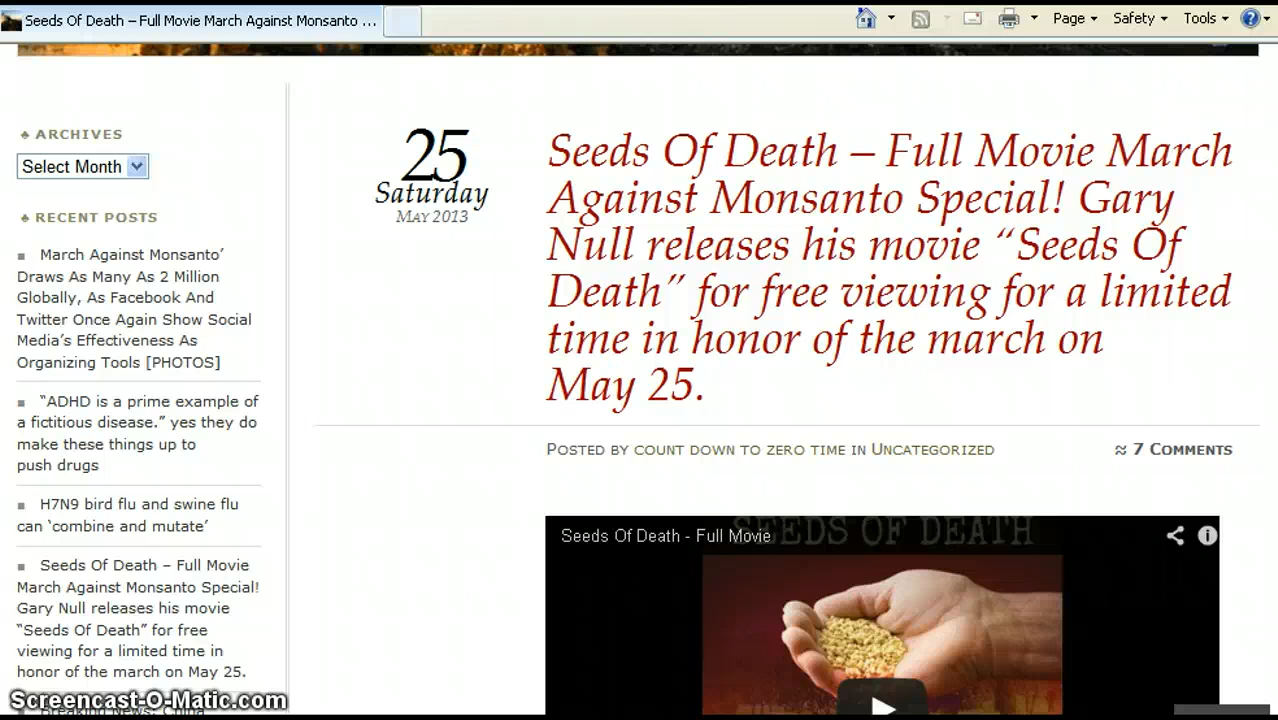 Seeds Of Death – Full Movie March Against Monsanto ...
Page
Safety
Tools
♣ ARCHIVES
Select Month
♣ RECENT POSTS
March Against Monsanto’
Draws As Many As 2 Million
Globally, As Facebook And
Twitter Once Again Show Social
Media’s Effectiveness As
Organizing Tools [PHOTOS]
“ADHD is a prime example of
a fictitious disease.” yes they do
make these things up to
push drugs
H7N9 bird flu and swine flu
can ‘combine and mutate’
Seeds Of Death – Full Movie
March Against Monsanto Special!
Gary Null releases his movie
“Seeds Of Death” for free
viewing for a limited time in
honor of the march on May 25.
Breaking News: China
25
Saturday
MAY 2013
Seeds Of Death – Full Movie March
Against Monsanto Special! Gary
Null releases his movie “Seeds Of
Death” for free viewing for a limited
time in honor of the march on
May 25.
POSTED BY COUNT DOWN TO ZERO TIME IN UNCATEGORIZED
≈ 7 COMMENTS
SEEDS OF DEATH
Seeds Of Death - Full Movie
Screencast-O-Matic.com